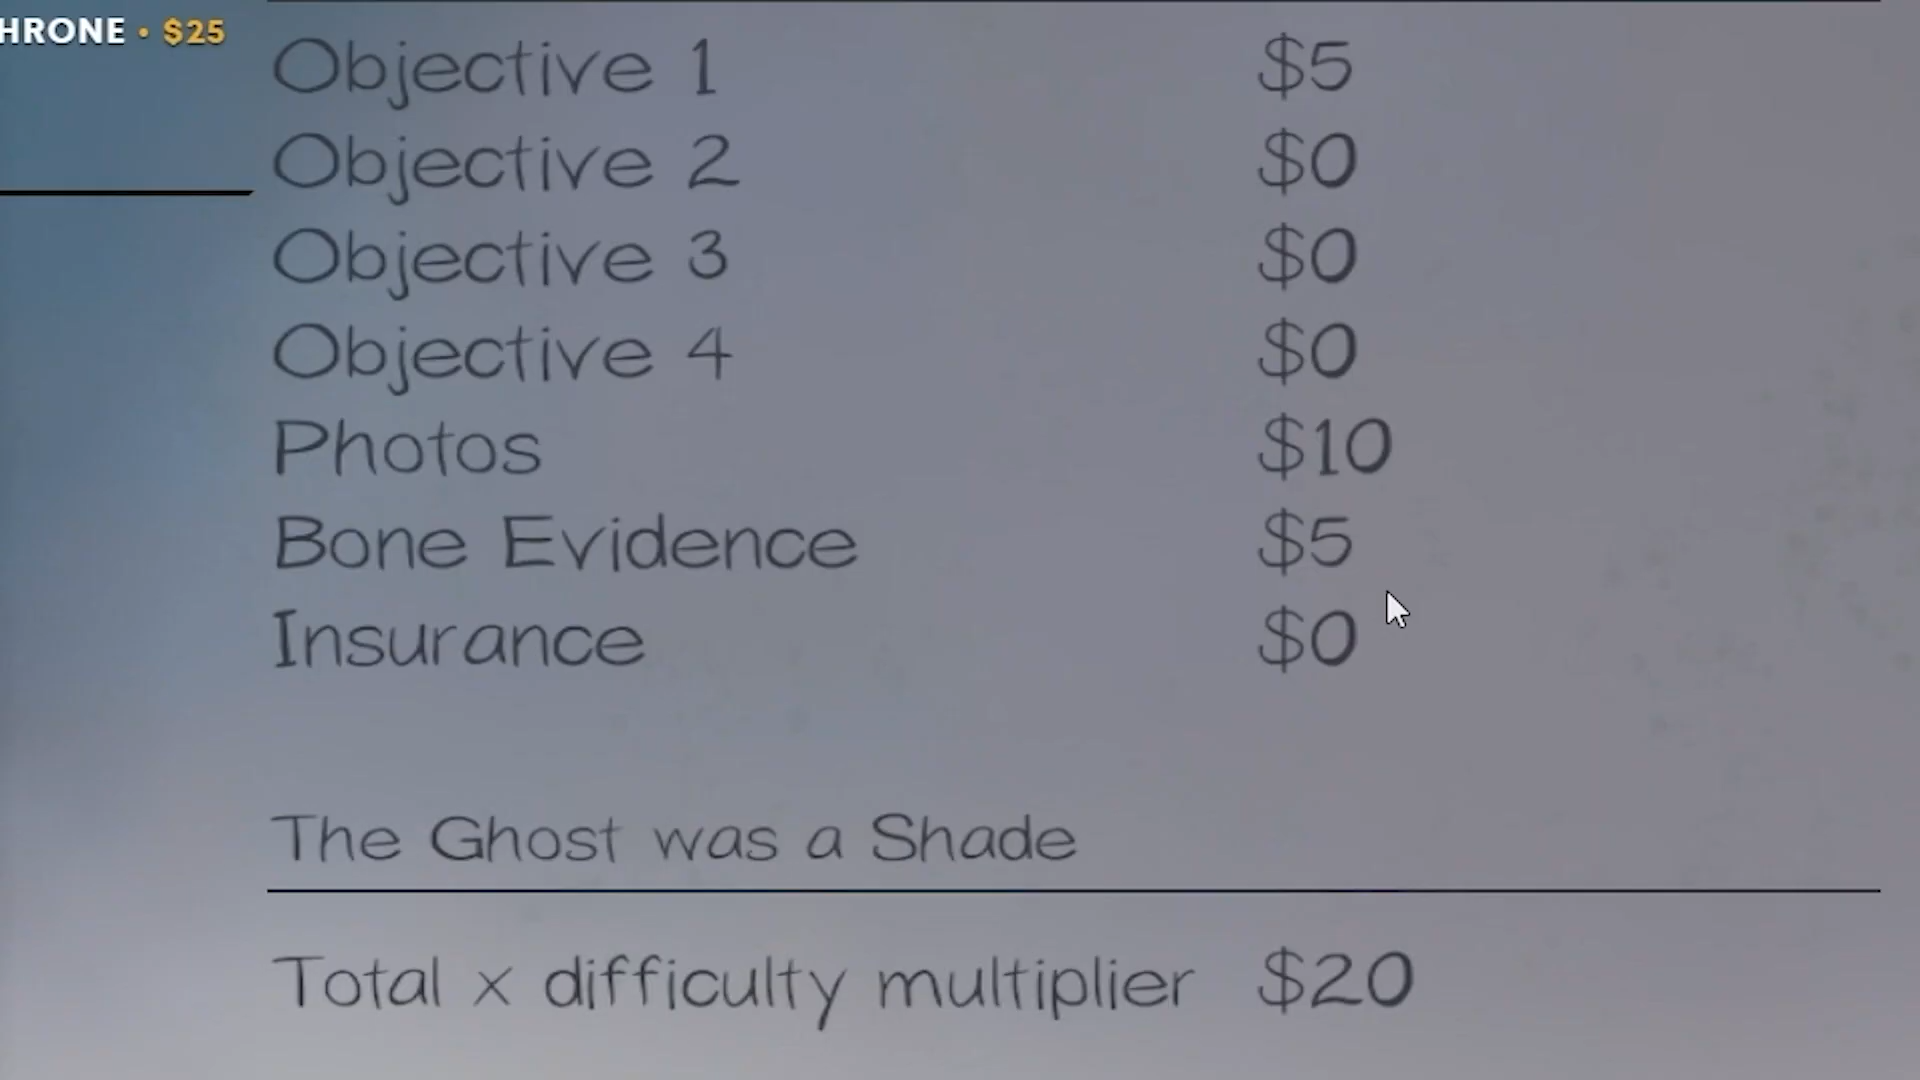 HRONE • $25
Objective 1 $5
Objective 2 $0
Objective 3 $0
Objective 4 $0
Photos $10
Bone Evidence $5
Insurance $0
The Ghost was a Shade
Total x difficulty multiplier $20